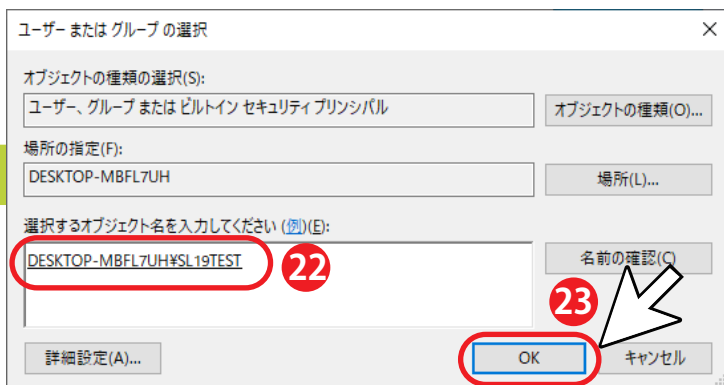 ユーザー または グループ の選択
オブジェクトの種類の選択(S):
ユーザー、グループ または ビルトイン セキュリティ プリンシパル
オブジェクトの種類(O)...
場所の指定(F):
DESKTOP-MBFL7UH
場所(L)...
選択するオブジェクト名を入力してください (例)(E):
DESKTOP-MBFL7UH¥SL19TEST
22
名前の確認(C)
23
詳細設定(A)...
OK
キャンセル